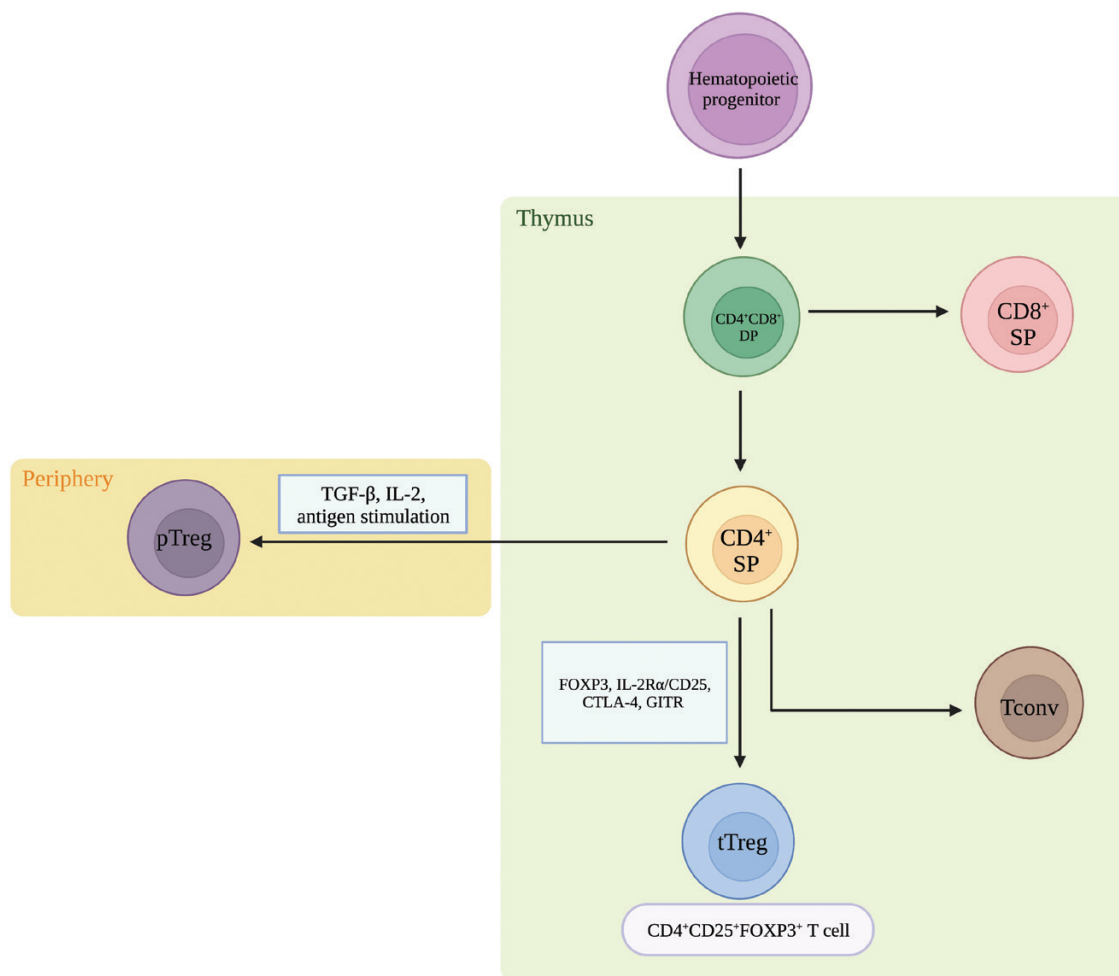 Hematopoietic
progenitor
Thymus
CD4⁺CD8⁺
DP
CD8⁺
SP
Periphery
pTreg
TGF-β, IL-2,
antigen stimulation
CD4⁺
SP
FOXP3, IL-2Rα/CD25,
CTLA-4, GITR
Tconv
tTreg
CD4⁺CD25⁺FOXP3⁺ T cell